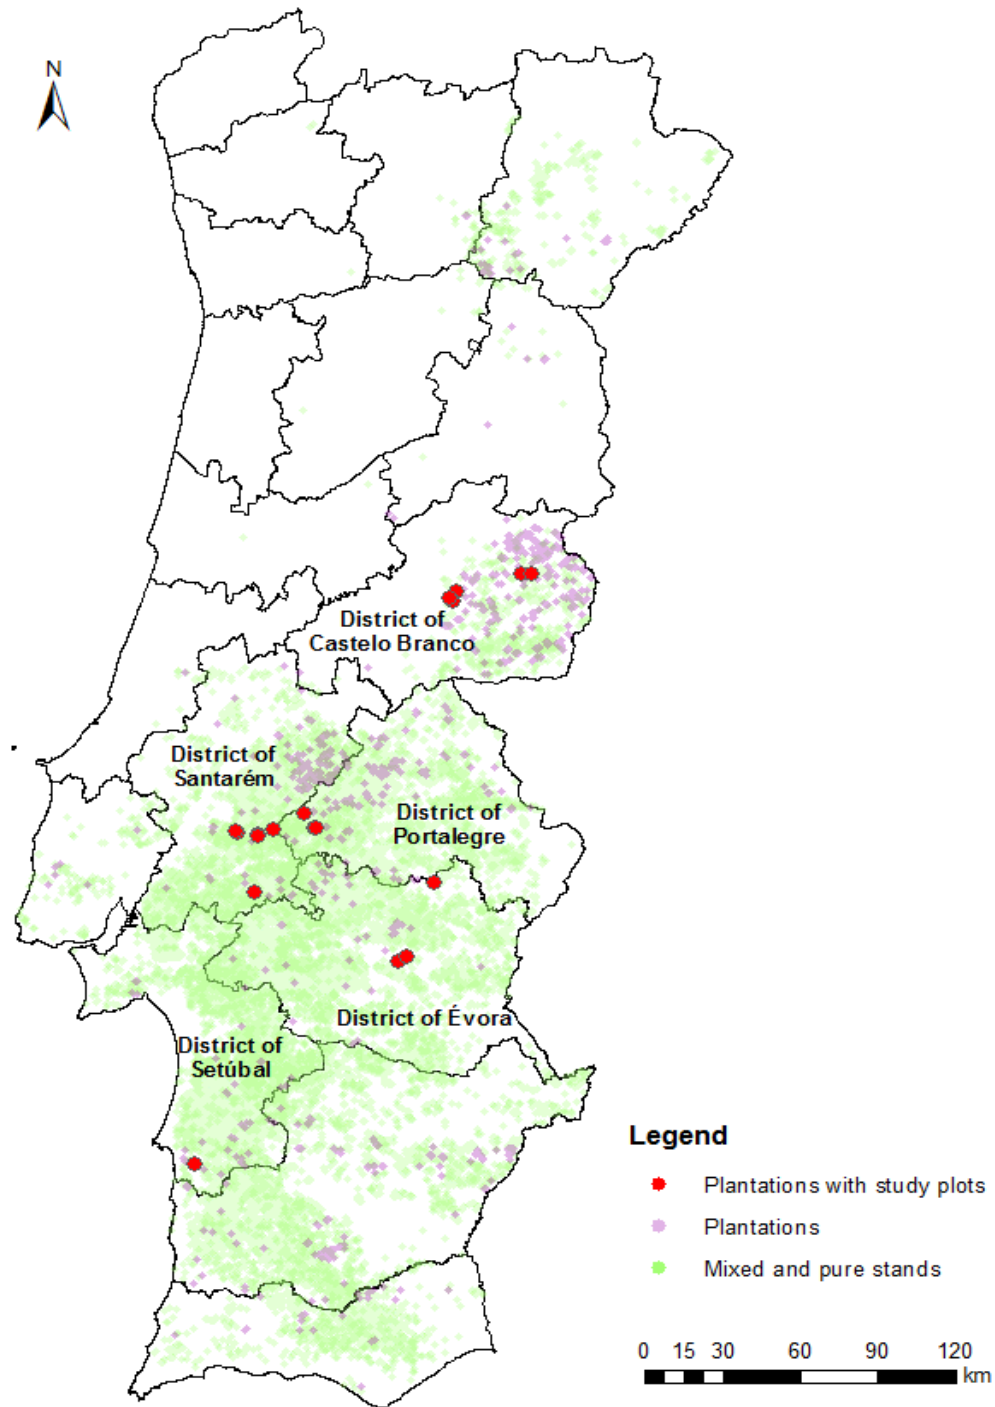 N
District of
Castelo Branco
District of
Santarém
District of
Portalegre
District of Évora
District of
Setúbal
Legend
Plantations with study plots
Plantations
Mixed and pure stands
0 15 30 60 90 120
km